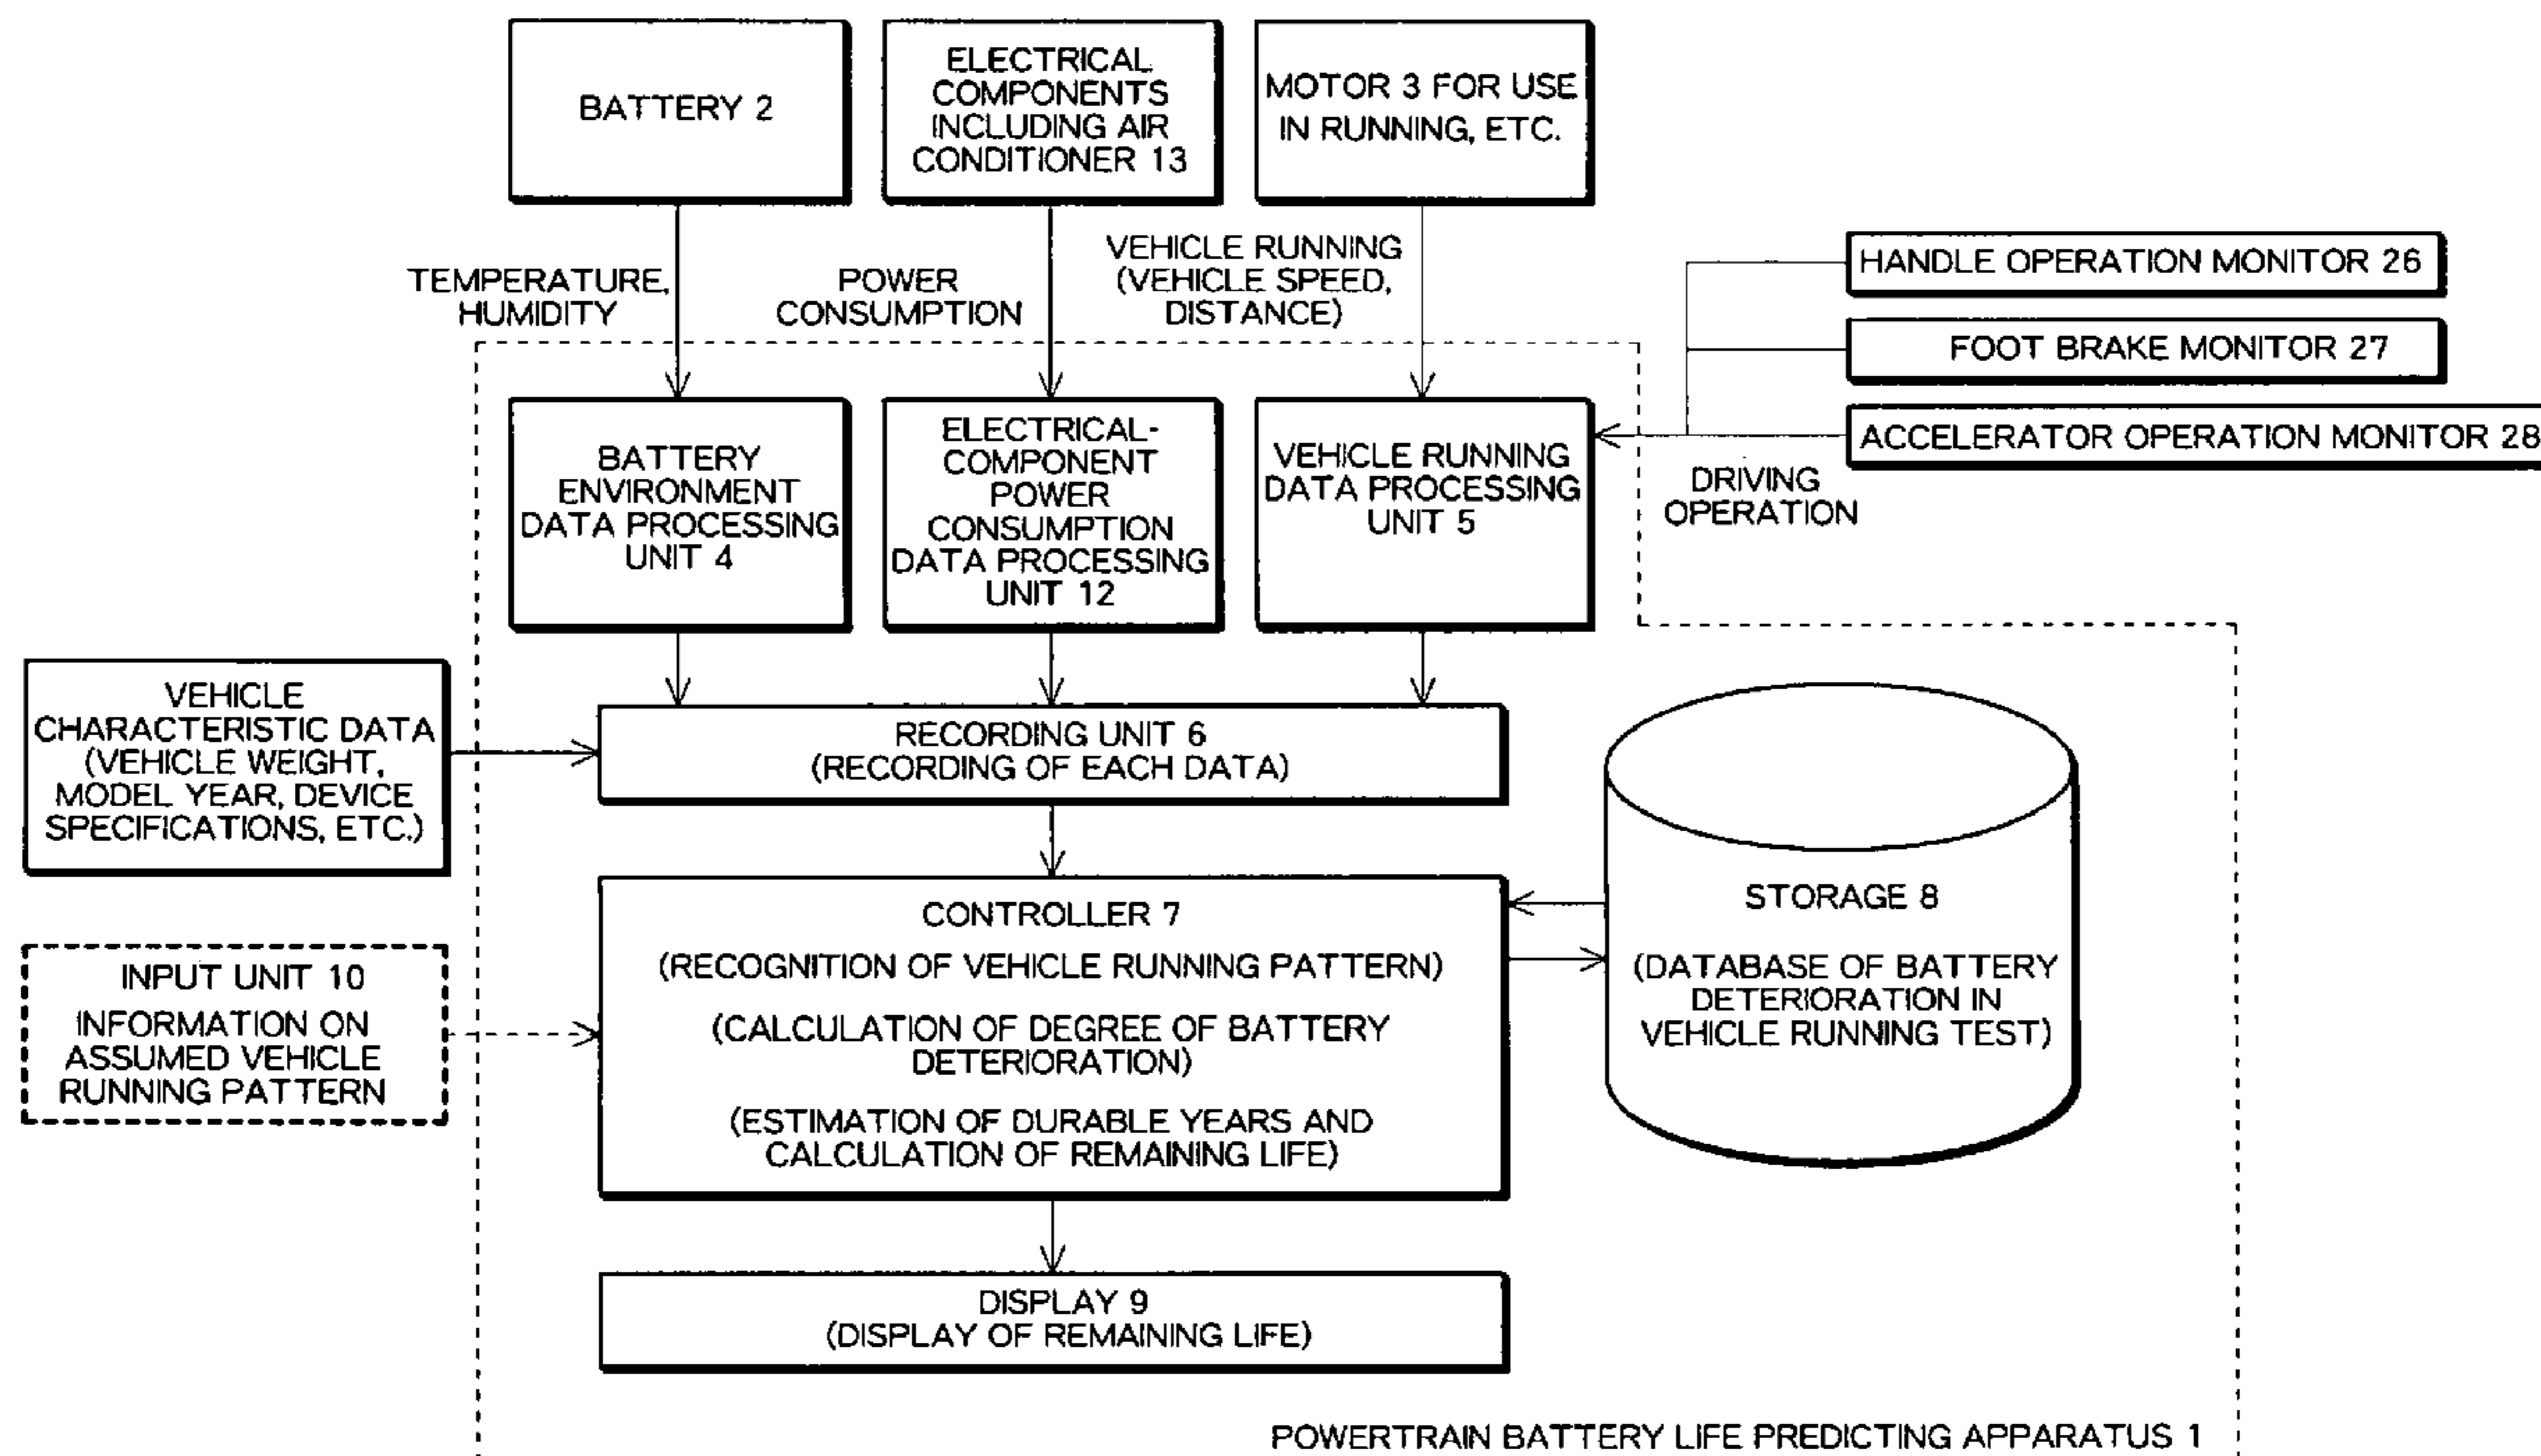 BATTERY 2
ELECTRICAL
COMPONENTS
INCLUDING AIR
CONDITIONER 13
MOTOR 3 FOR USE
IN RUNNING, ETC.
TEMPERATURE,
HUMIDITY
POWER
CONSUMPTION
VEHICLE RUNNING
(VEHICLE SPEED,
DISTANCE)
HANDLE OPERATION MONITOR 26
FOOT BRAKE MONITOR 27
ACCELERATOR OPERATION MONITOR 28
DRIVING
OPERATION
BATTERY
ENVIRONMENT
DATA PROCESSING
UNIT 4
ELECTRICAL-
COMPONENT
POWER
CONSUMPTION
DATA PROCESSING
UNIT 12
VEHICLE RUNNING
DATA PROCESSING
UNIT 5
VEHICLE
CHARACTERISTIC DATA
(VEHICLE WEIGHT,
MODEL YEAR, DEVICE
SPECIFICATIONS, ETC.)
RECORDING UNIT 6
(RECORDING OF EACH DATA)
INPUT UNIT 10
INFORMATION ON
ASSUMED VEHICLE
RUNNING PATTERN
CONTROLLER 7
(RECOGNITION OF VEHICLE RUNNING PATTERN)
(CALCULATION OF DEGREE OF BATTERY
DETERIORATION)
(ESTIMATION OF DURABLE YEARS AND
CALCULATION OF REMAINING LIFE)
STORAGE 8
(DATABASE OF BATTERY
DETERIORATION IN
VEHICLE RUNNING TEST)
DISPLAY 9
(DISPLAY OF REMAINING LIFE)
POWERTRAIN BATTERY LIFE PREDICTING APPARATUS 1